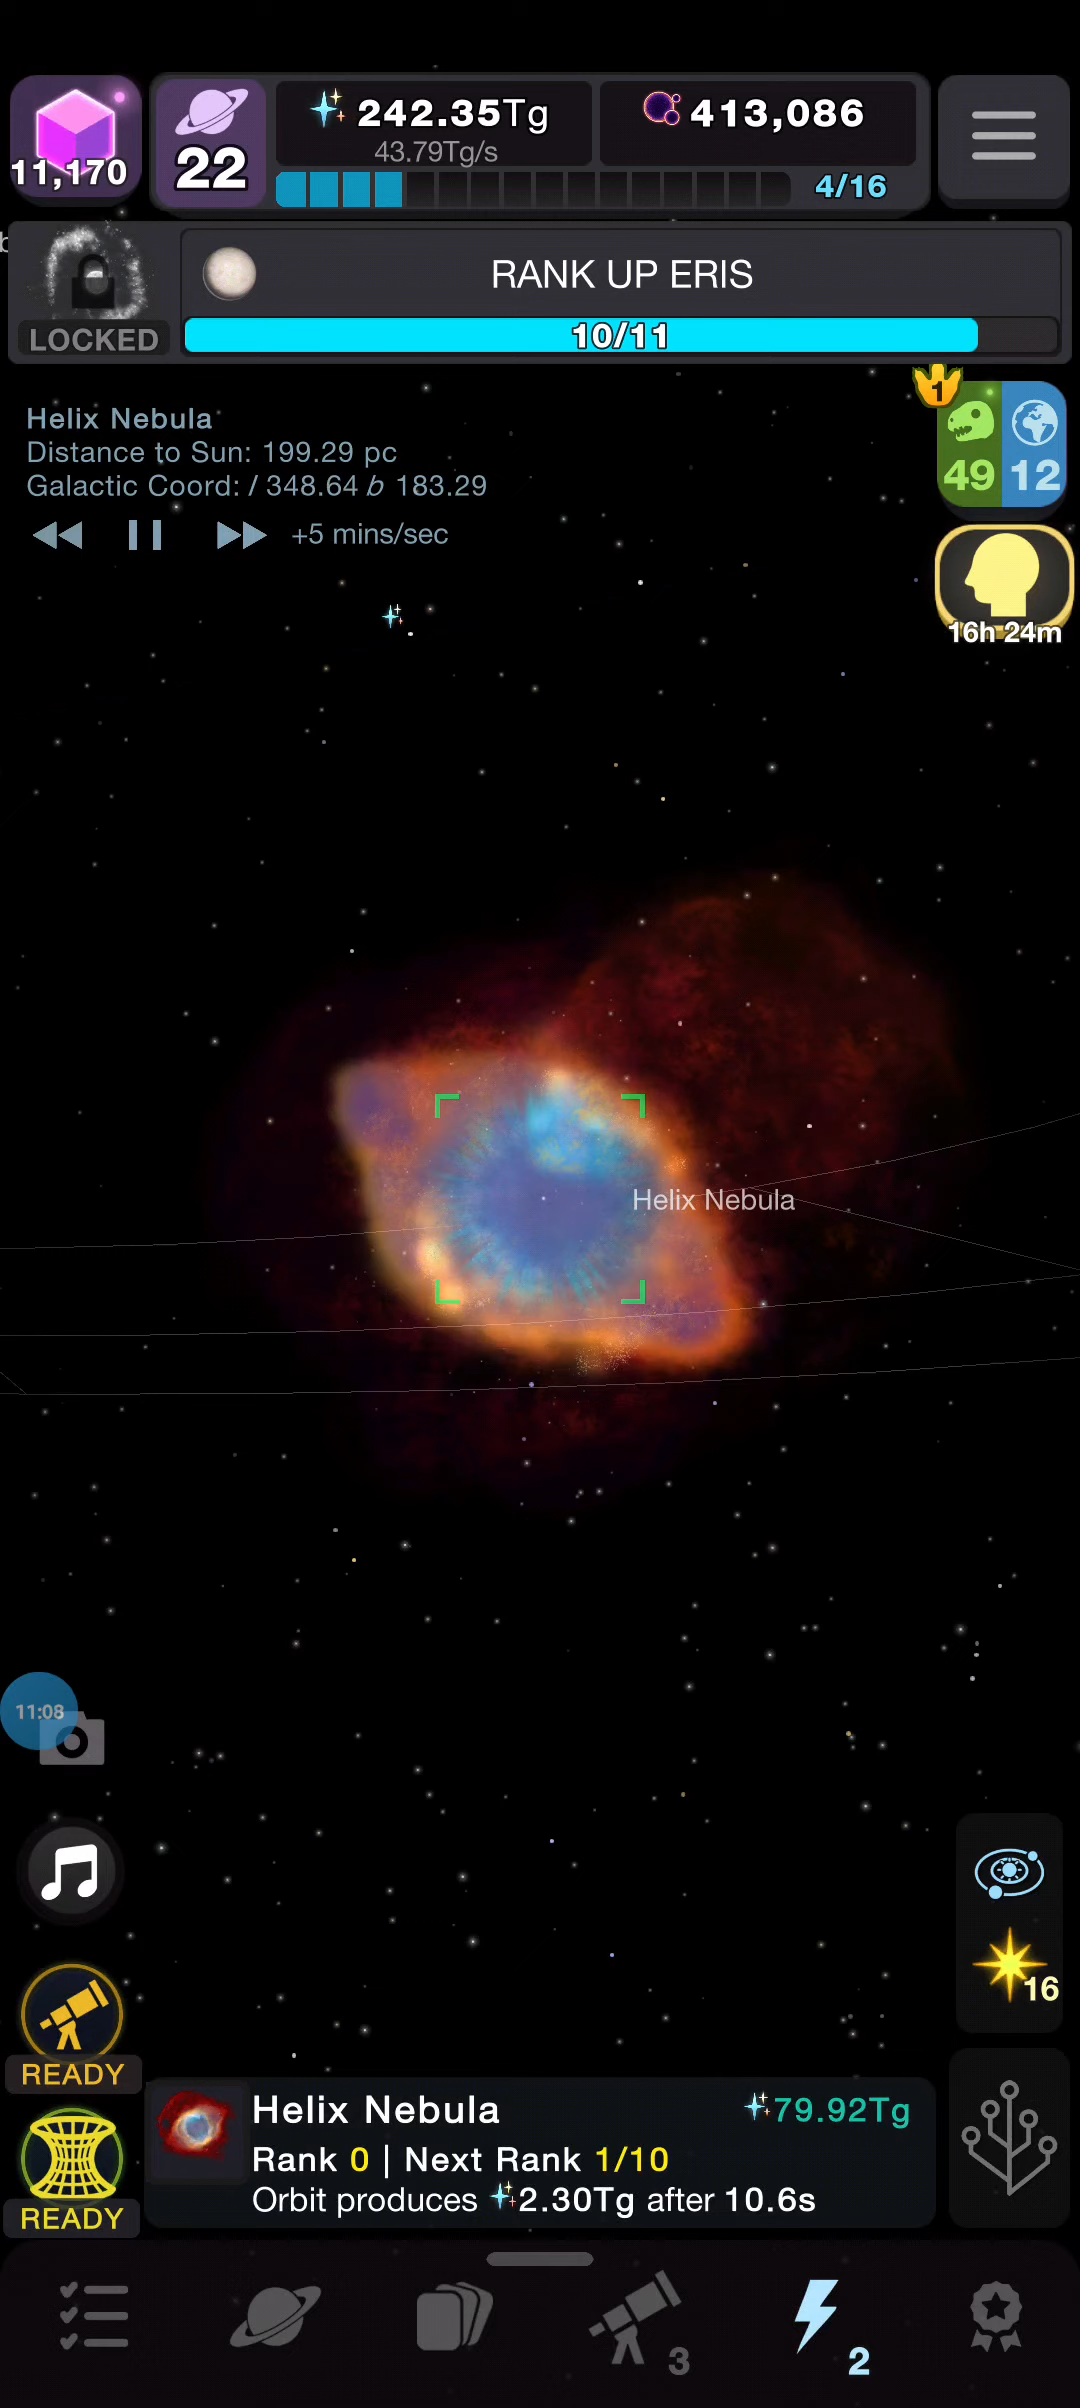 11,170
22
242.35Tg
43.79Tg/s
413,086
4/16
LOCKED
RANK UP ERIS
10/11
1
49
12
Helix Nebula
Distance to Sun: 199.29 pc
Galactic Coord: l 348.64 b 183.29
+5 mins/sec
16h 24m
Helix Nebula
11:08
16
READY
READY
Helix Nebula
79.92Tg
Rank 0 | Next Rank 1/10
Orbit produces 2.30Tg after 10.6s
3
2